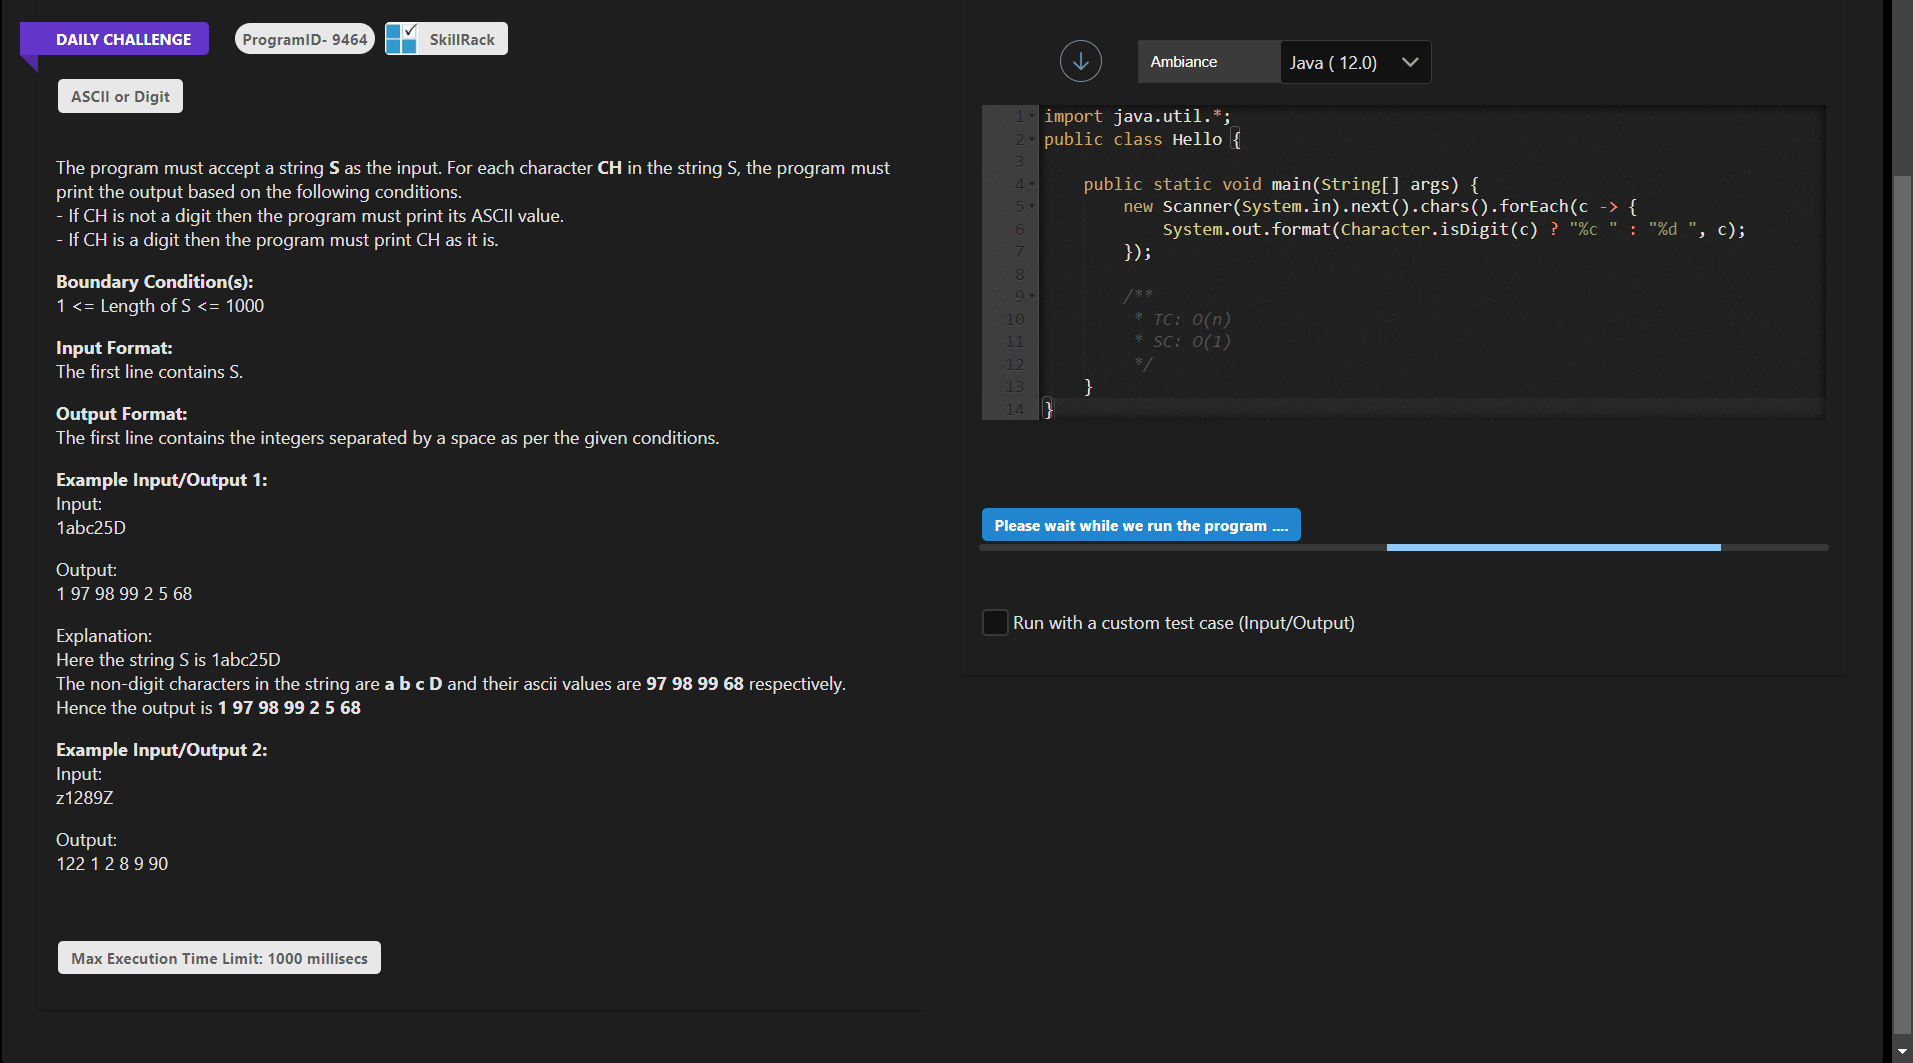 DAILY CHALLENGE
ProgramID- 9464
SkillRack
ASCII or Digit
The program must accept a string S as the input. For each character CH in the string S, the program must
print the output based on the following conditions.
- If CH is not a digit then the program must print its ASCII value.
- If CH is a digit then the program must print CH as it is.
Boundary Condition(s):
1 <= Length of S <= 1000
Input Format:
The first line contains S.
Output Format:
The first line contains the integers separated by a space as per the given conditions.
Example Input/Output 1:
Input:
1abc25D
Output:
1 97 98 99 2 5 68
Explanation:
Here the string S is 1abc25D
The non-digit characters in the string are a b c D and their ascii values are 97 98 99 68 respectively.
Hence the output is 1 97 98 99 2 5 68
Example Input/Output 2:
Input:
z1289Z
Output:
122 1 2 8 9 90
Max Execution Time Limit: 1000 millisecs
Ambiance
Java ( 12.0)
1 import java.util.*;
2 public class Hello {
3
4     public static void main(String[] args) {
5         new Scanner(System.in).next().chars().forEach(c -> {
6             System.out.format(Character.isDigit(c) ? "%c " : "%d ", c);
7         });
8
9         /**
10          * TC: O(n)
11          * SC: O(1)
12          */
13     }
14 }
Please wait while we run the program ....
Run with a custom test case (Input/Output)